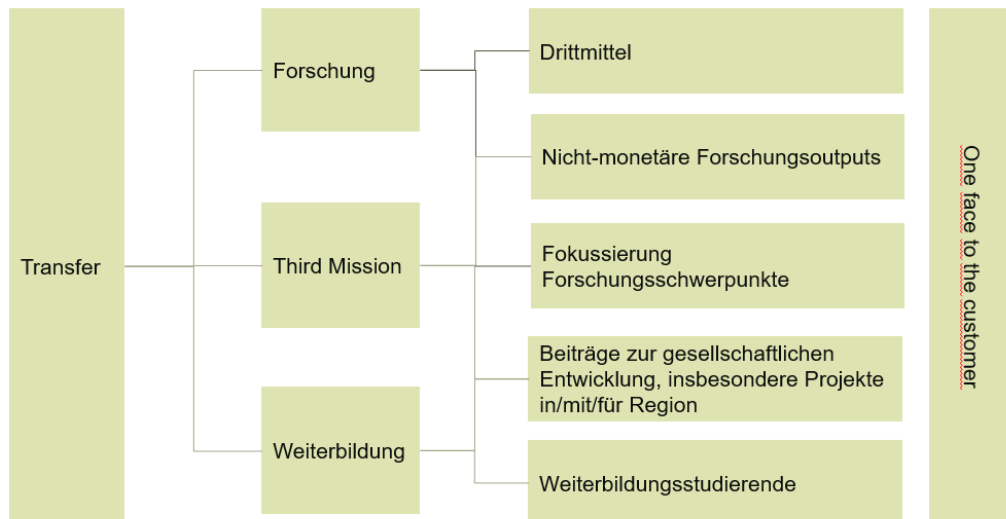 Transfer
Forschung
Third Mission
Weiterbildung
Drittmittel
Nicht-monetäre Forschungsoutputs
Fokussierung
Forschungsschwerpunkte
Beiträge zur gesellschaftlichen
Entwicklung, insbesondere Projekte
in/mit/für Region
Weiterbildungsstudierende
One face to the customer